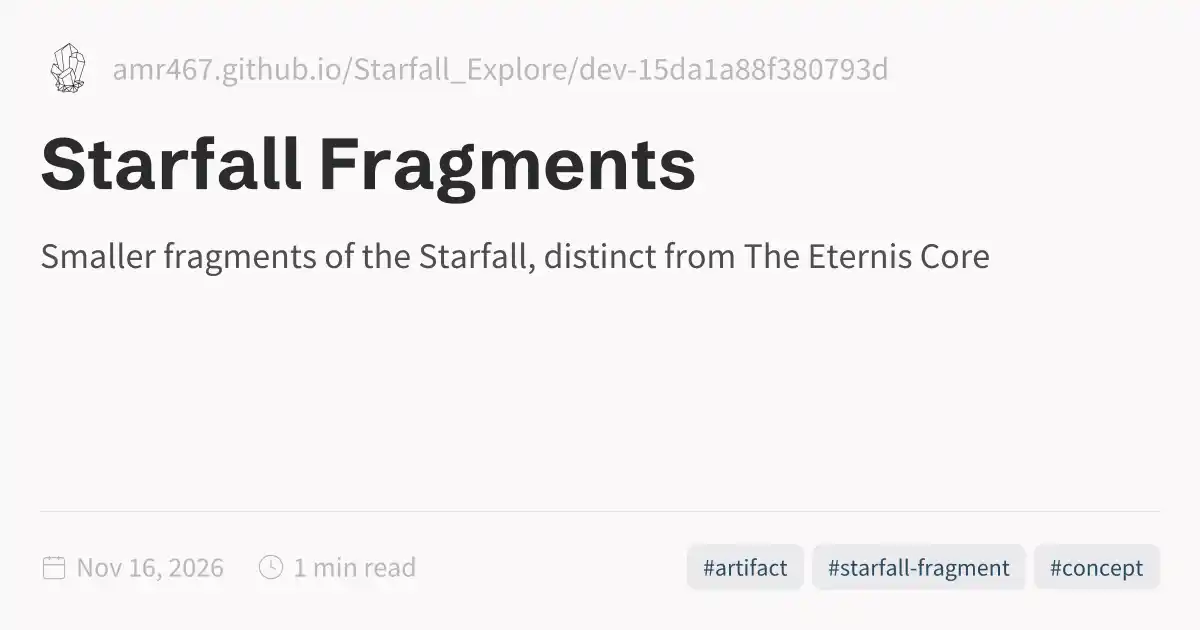 amr467.github.io/Starfall_Explore/dev-15da1a88f380793d
Starfall Fragments
Smaller fragments of the Starfall, distinct from The Eternis Core
Nov 16, 2026 1 min read #artifact #starfall-fragment #concept